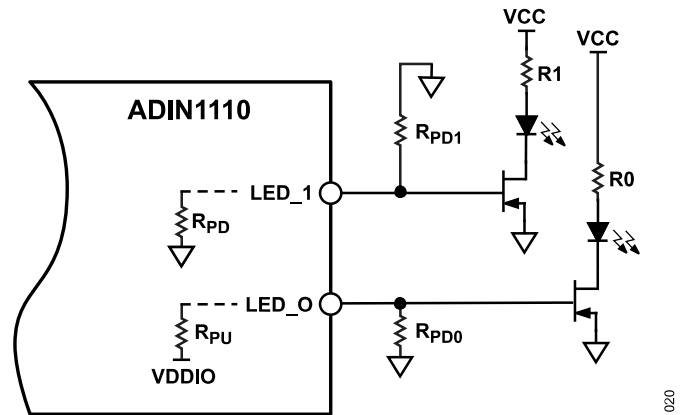 VCC
VCC
R1
ADIN1110
RPD1
R0
LED_1
RPD
LED_O
RPU
RPD0
VDDIO
020